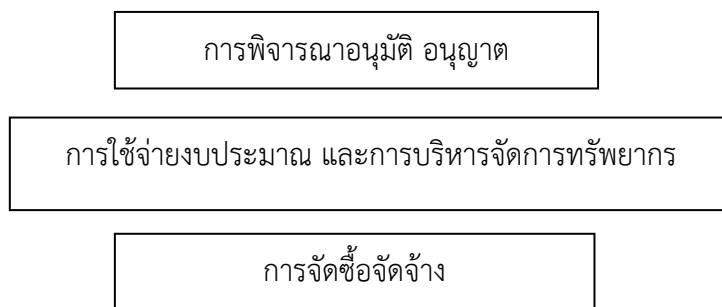 การพิจารณาอนุมัติ อนุญาต
การใช้จ่ายงบประมาณ และการบริหารจัดการทรัพยากร
การจัดซื้อจัดจ้าง